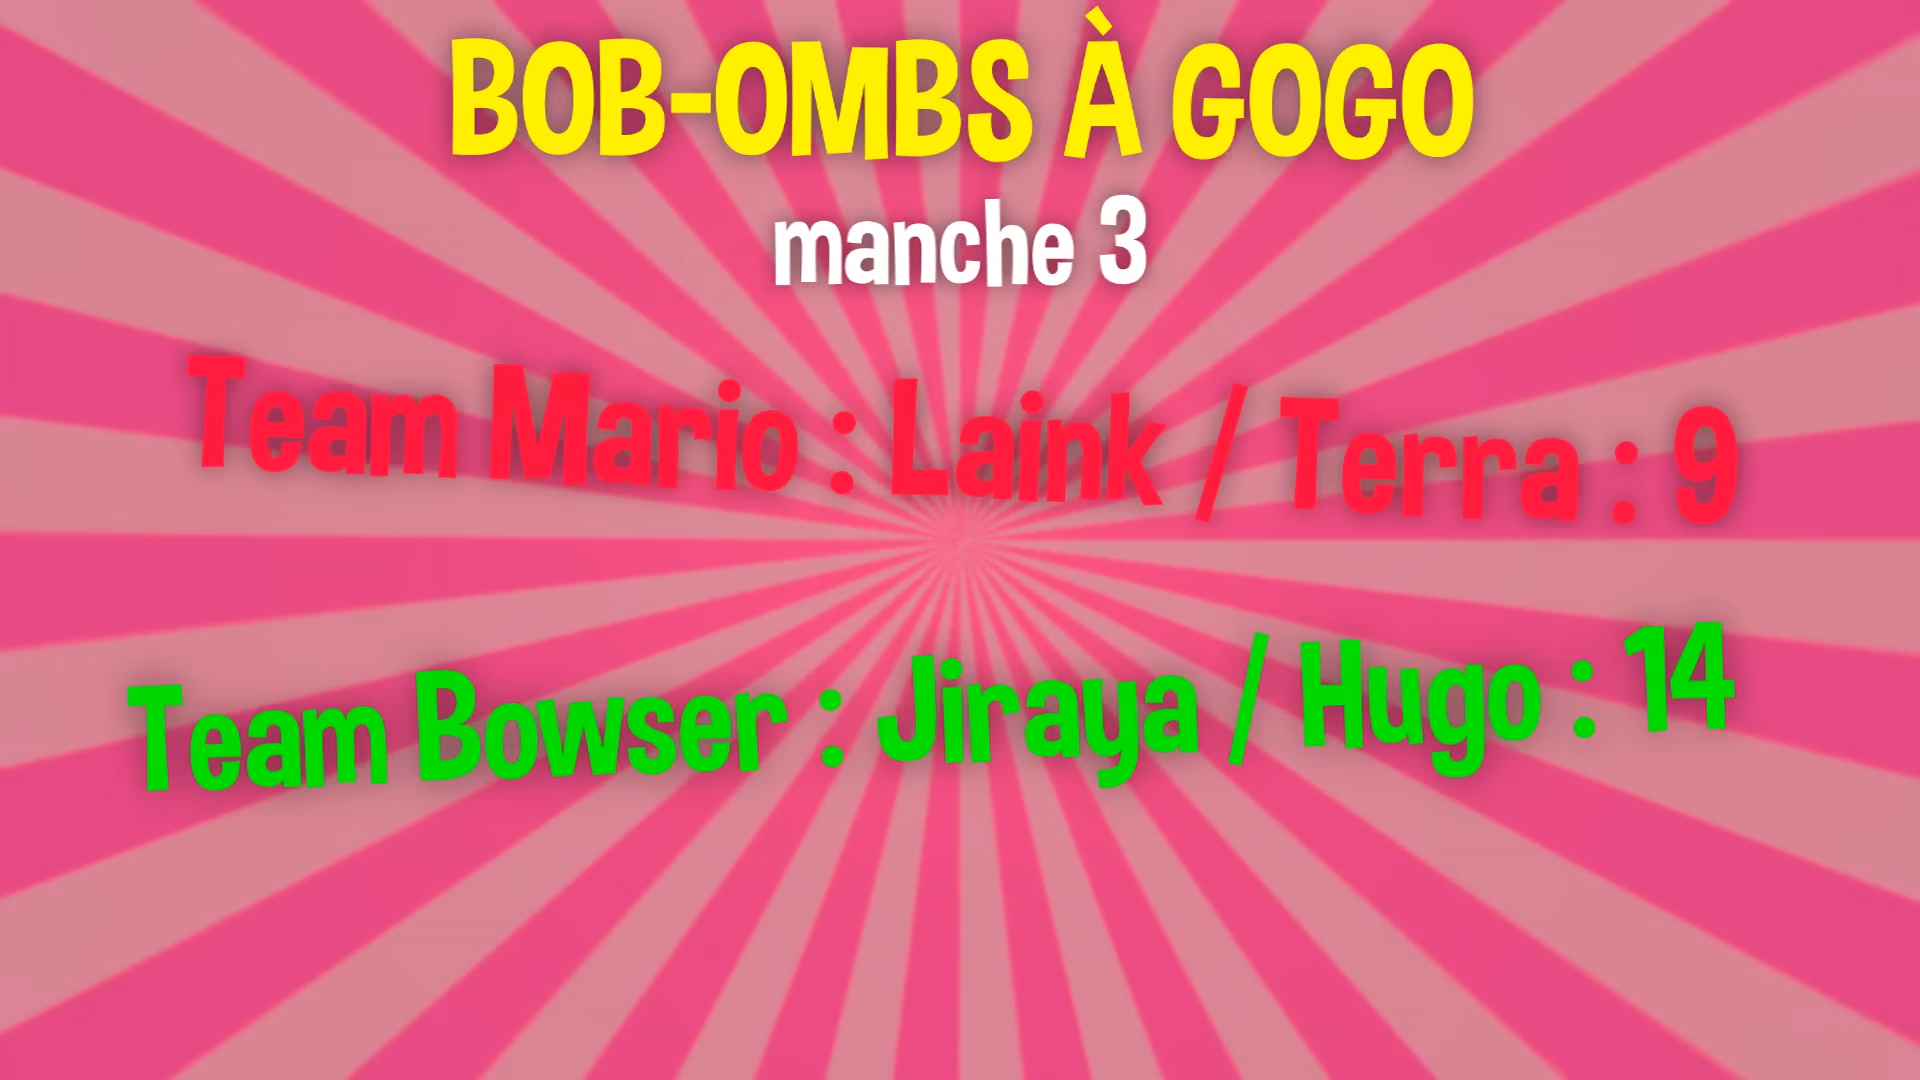 BOB-OMBS À GOGO
manche 3
Team Mario : Laink / Terra : 9
Team Bowser : Jiraya / Hugo : 14